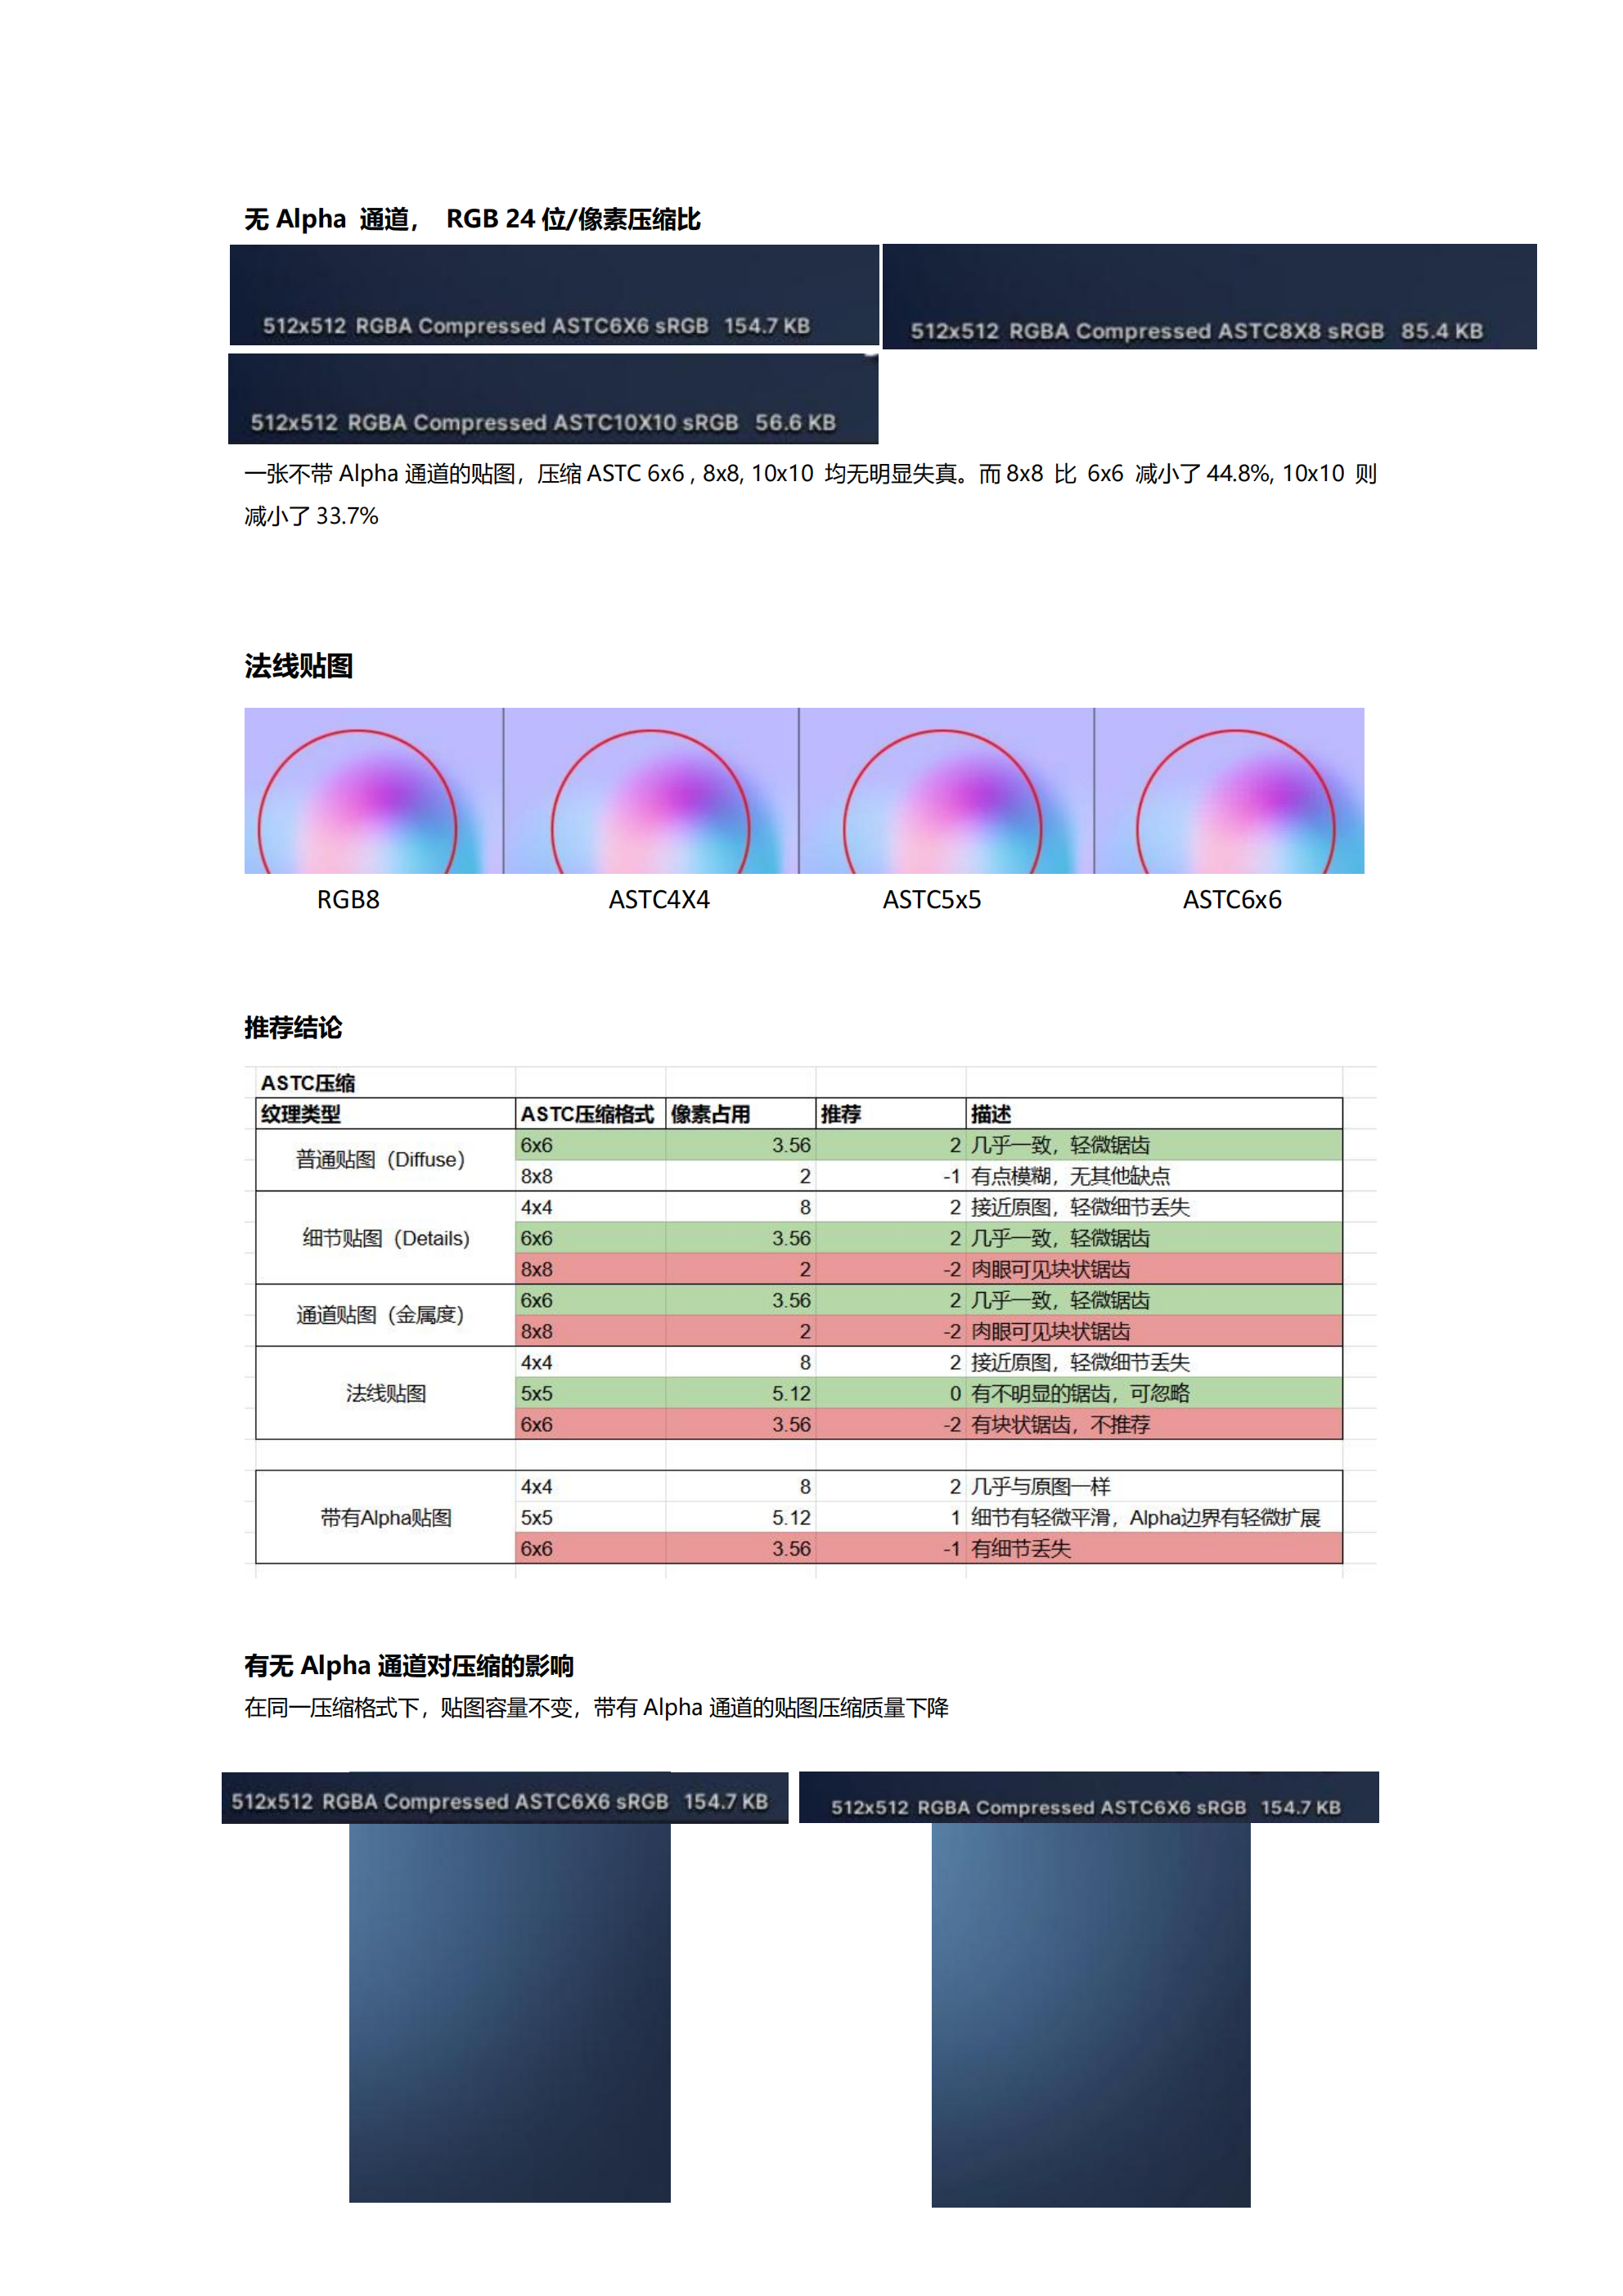 无 Alpha 通道， RGB 24 位/像素压缩比
512x512 RGBA Compressed ASTC6X6 sRGB 154.7 KB
512x512 RGBA Compressed ASTC8X8 sRGB 85.4 KB
512x512 RGBA Compressed ASTC10X10 sRGB 56.6 KB
一张不带 Alpha 通道的贴图，压缩 ASTC 6x6 , 8x8, 10x10 均无明显失真。而 8x8 比 6x6 减小了 44.8%, 10x10 则
减小了 33.7%
法线贴图
RGB8 ASTC4X4 ASTC5x5 ASTC6x6
推荐结论
ASTC压缩
纹理类型 ASTC压缩格式 像素占用 推荐 描述
普通贴图（Diffuse） 6x6 3.56 2 几乎一致，轻微锯齿
8x8 2 -1 有点模糊，无其他缺点
细节贴图（Details） 4x4 8 2 接近原图，轻微细节丢失
6x6 3.56 2 几乎一致，轻微锯齿
8x8 2 -2 肉眼可见块状锯齿
通道贴图（金属度） 6x6 3.56 2 几乎一致，轻微锯齿
8x8 2 -2 肉眼可见块状锯齿
法线贴图 4x4 8 2 接近原图，轻微细节丢失
5x5 5.12 0 有不明显的锯齿，可忽略
6x6 3.56 -2 有块状锯齿，不推荐
带有Alpha贴图 4x4 8 2 几乎与原图一样
5x5 5.12 1 细节有轻微平滑，Alpha边界有轻微扩展
6x6 3.56 -1 有细节丢失
有无 Alpha 通道对压缩的影响
在同一压缩格式下，贴图容量不变，带有 Alpha 通道的贴图压缩质量下降
512x512 RGBA Compressed ASTC6X6 sRGB 154.7 KB
512x512 RGBA Compressed ASTC6X6 sRGB 154.7 KB